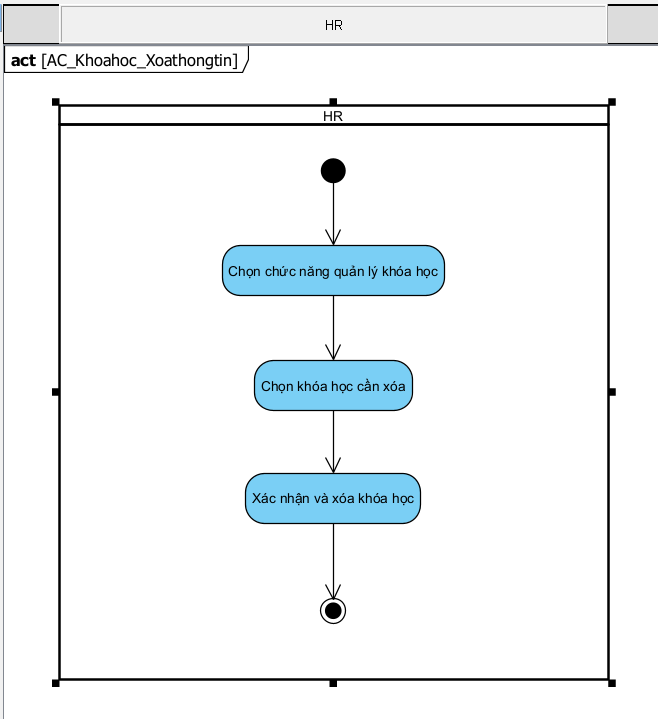 HR
act [AC_Khoahoc_Xoathongtin]
HR
Chọn chức năng quản lý khóa học
Chọn khóa học cần xóa
Xác nhận và xóa khóa học